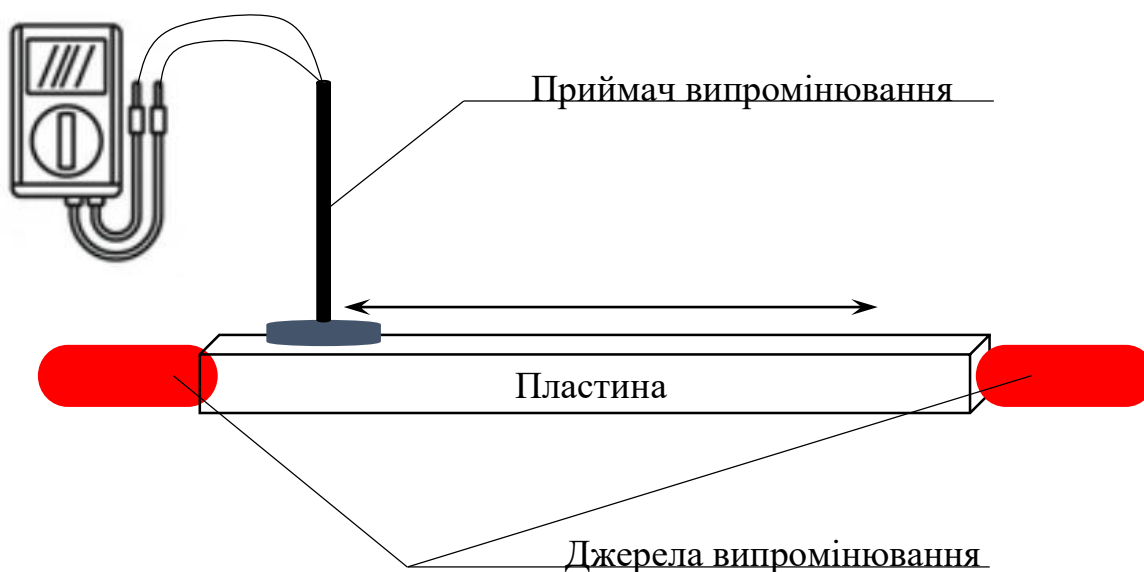 Приймач випромінювання
Пластина
Джерела випромінювання